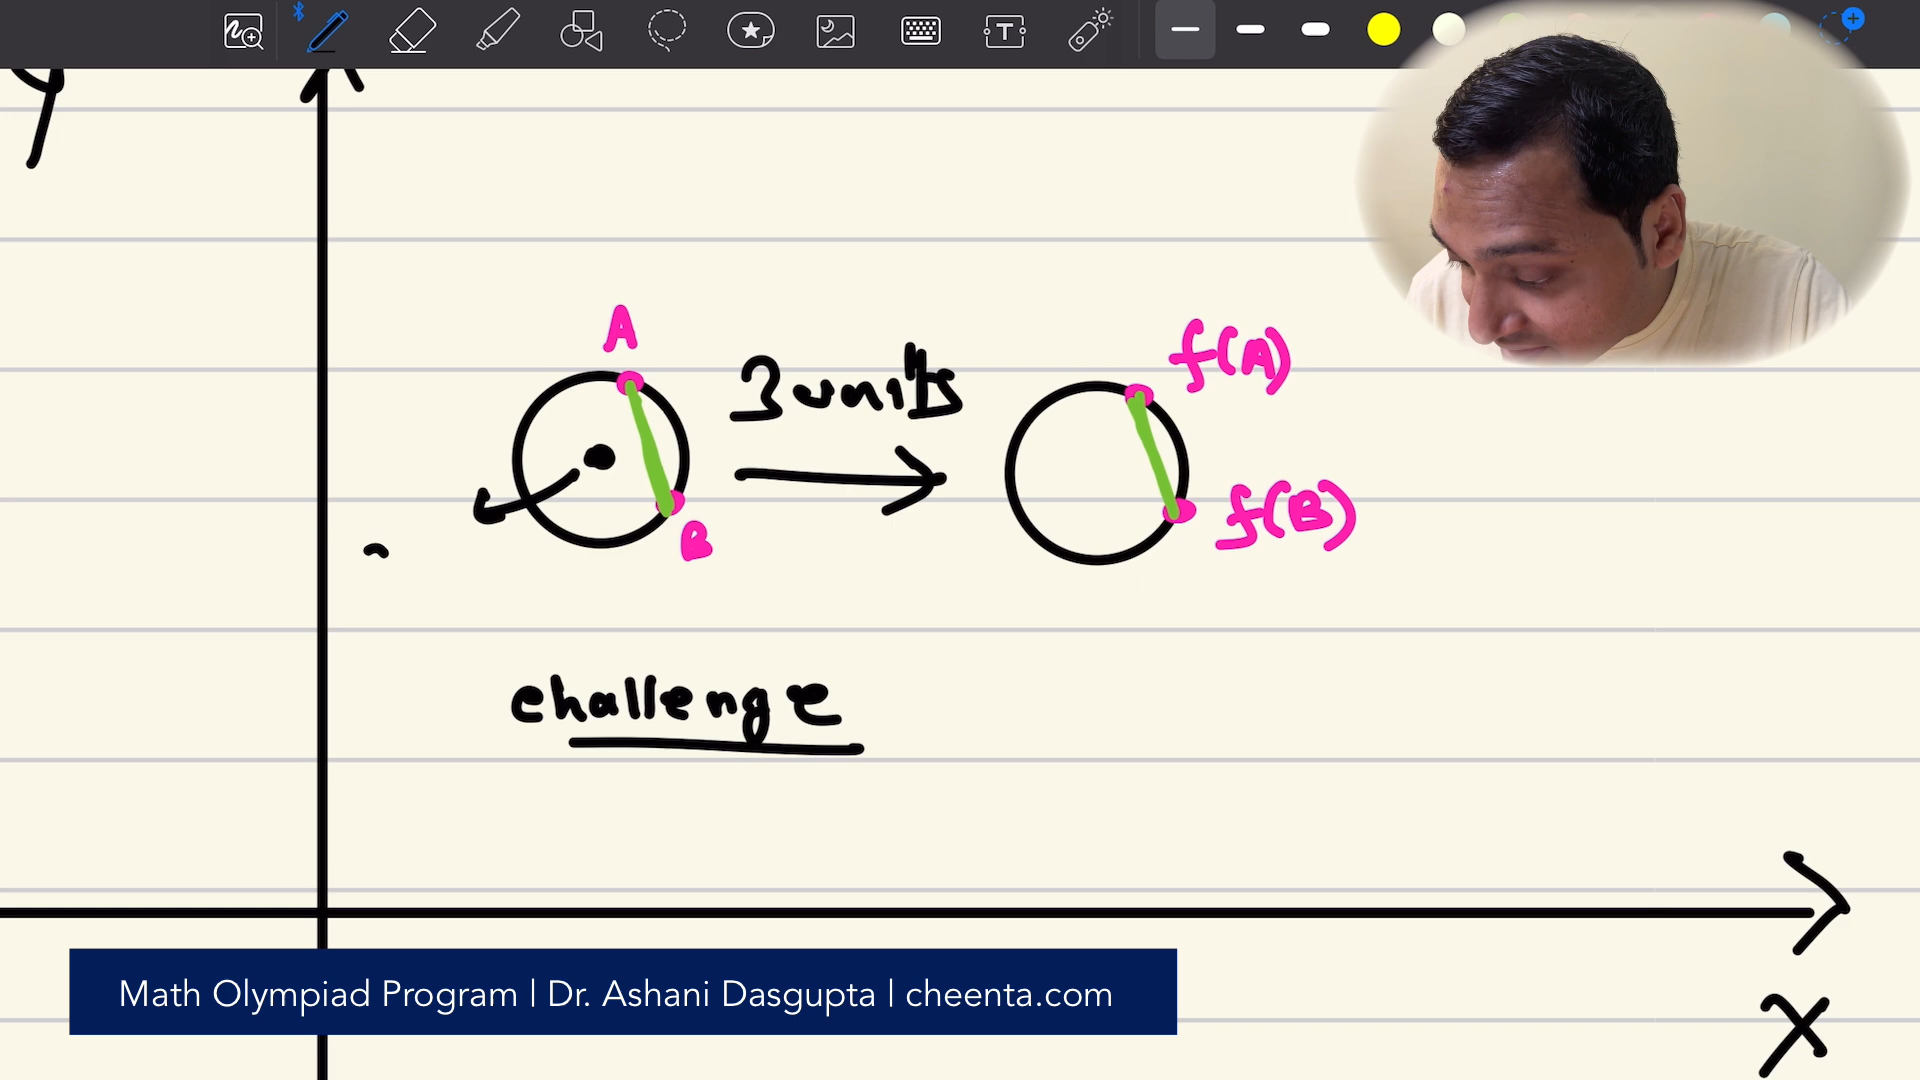 T
y
A
3 units
f(A)
B
f(B)
challenge
Math Olympiad Program | Dr. Ashani Dasgupta | cheenta.com
x